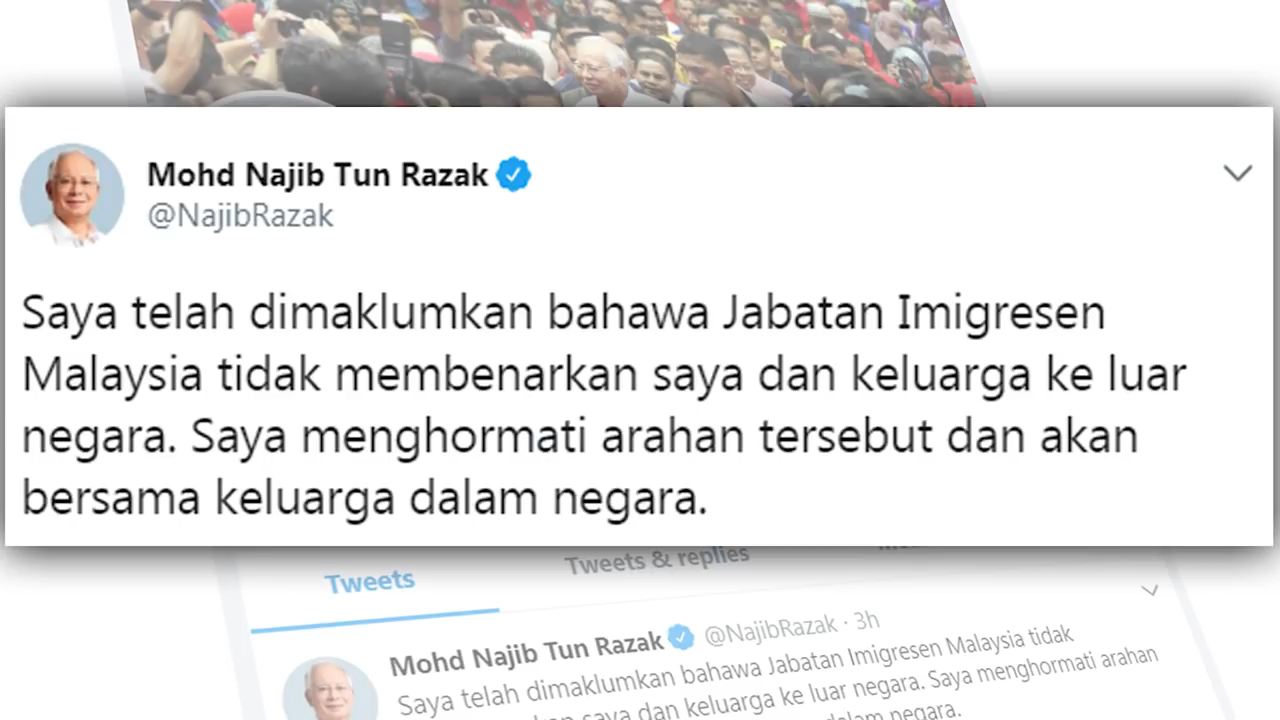 Mohd Najib Tun Razak
@NajibRazak
Saya telah dimaklumkan bahawa Jabatan Imigresen
Malaysia tidak membenarkan saya dan keluarga ke luar
negara. Saya menghormati arahan tersebut dan akan
bersama keluarga dalam negara.
Tweets
Tweets & replies
Mohd Najib Tun Razak @NajibRazak · 3h
Saya telah dimaklumkan bahawa Jabatan Imigresen Malaysia tidak
saya dan keluarga ke luar negara. Saya menghormati arahan
dalam negara.